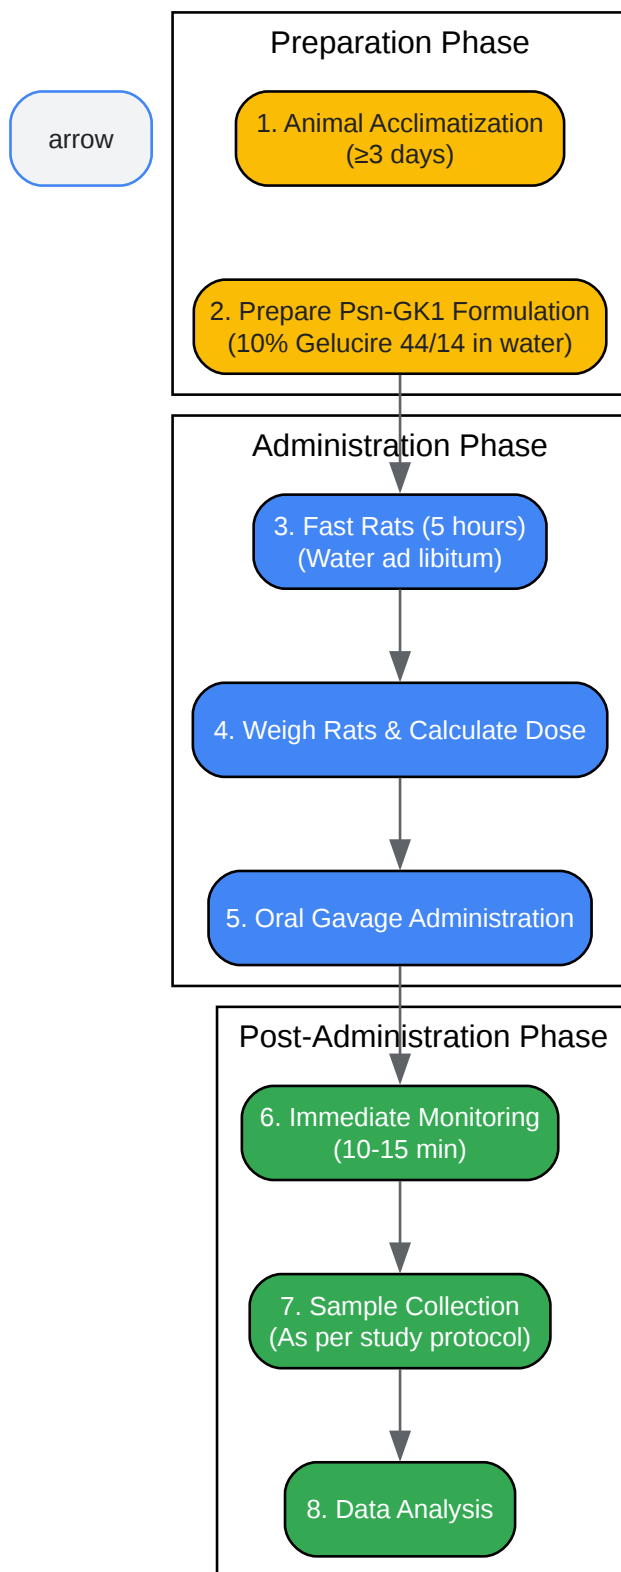 Preparation Phase
arrow
1. Animal Acclimatization
(≥3 days)
2. Prepare Psn-GK1 Formulation
(10% Gelucire 44/14 in water)
Administration Phase
3. Fast Rats (5 hours)
(Water ad libitum)
4. Weigh Rats & Calculate Dose
5. Oral Gavage Administration
Post-Administration Phase
6. Immediate Monitoring
(10-15 min)
7. Sample Collection
(As per study protocol)
8. Data Analysis